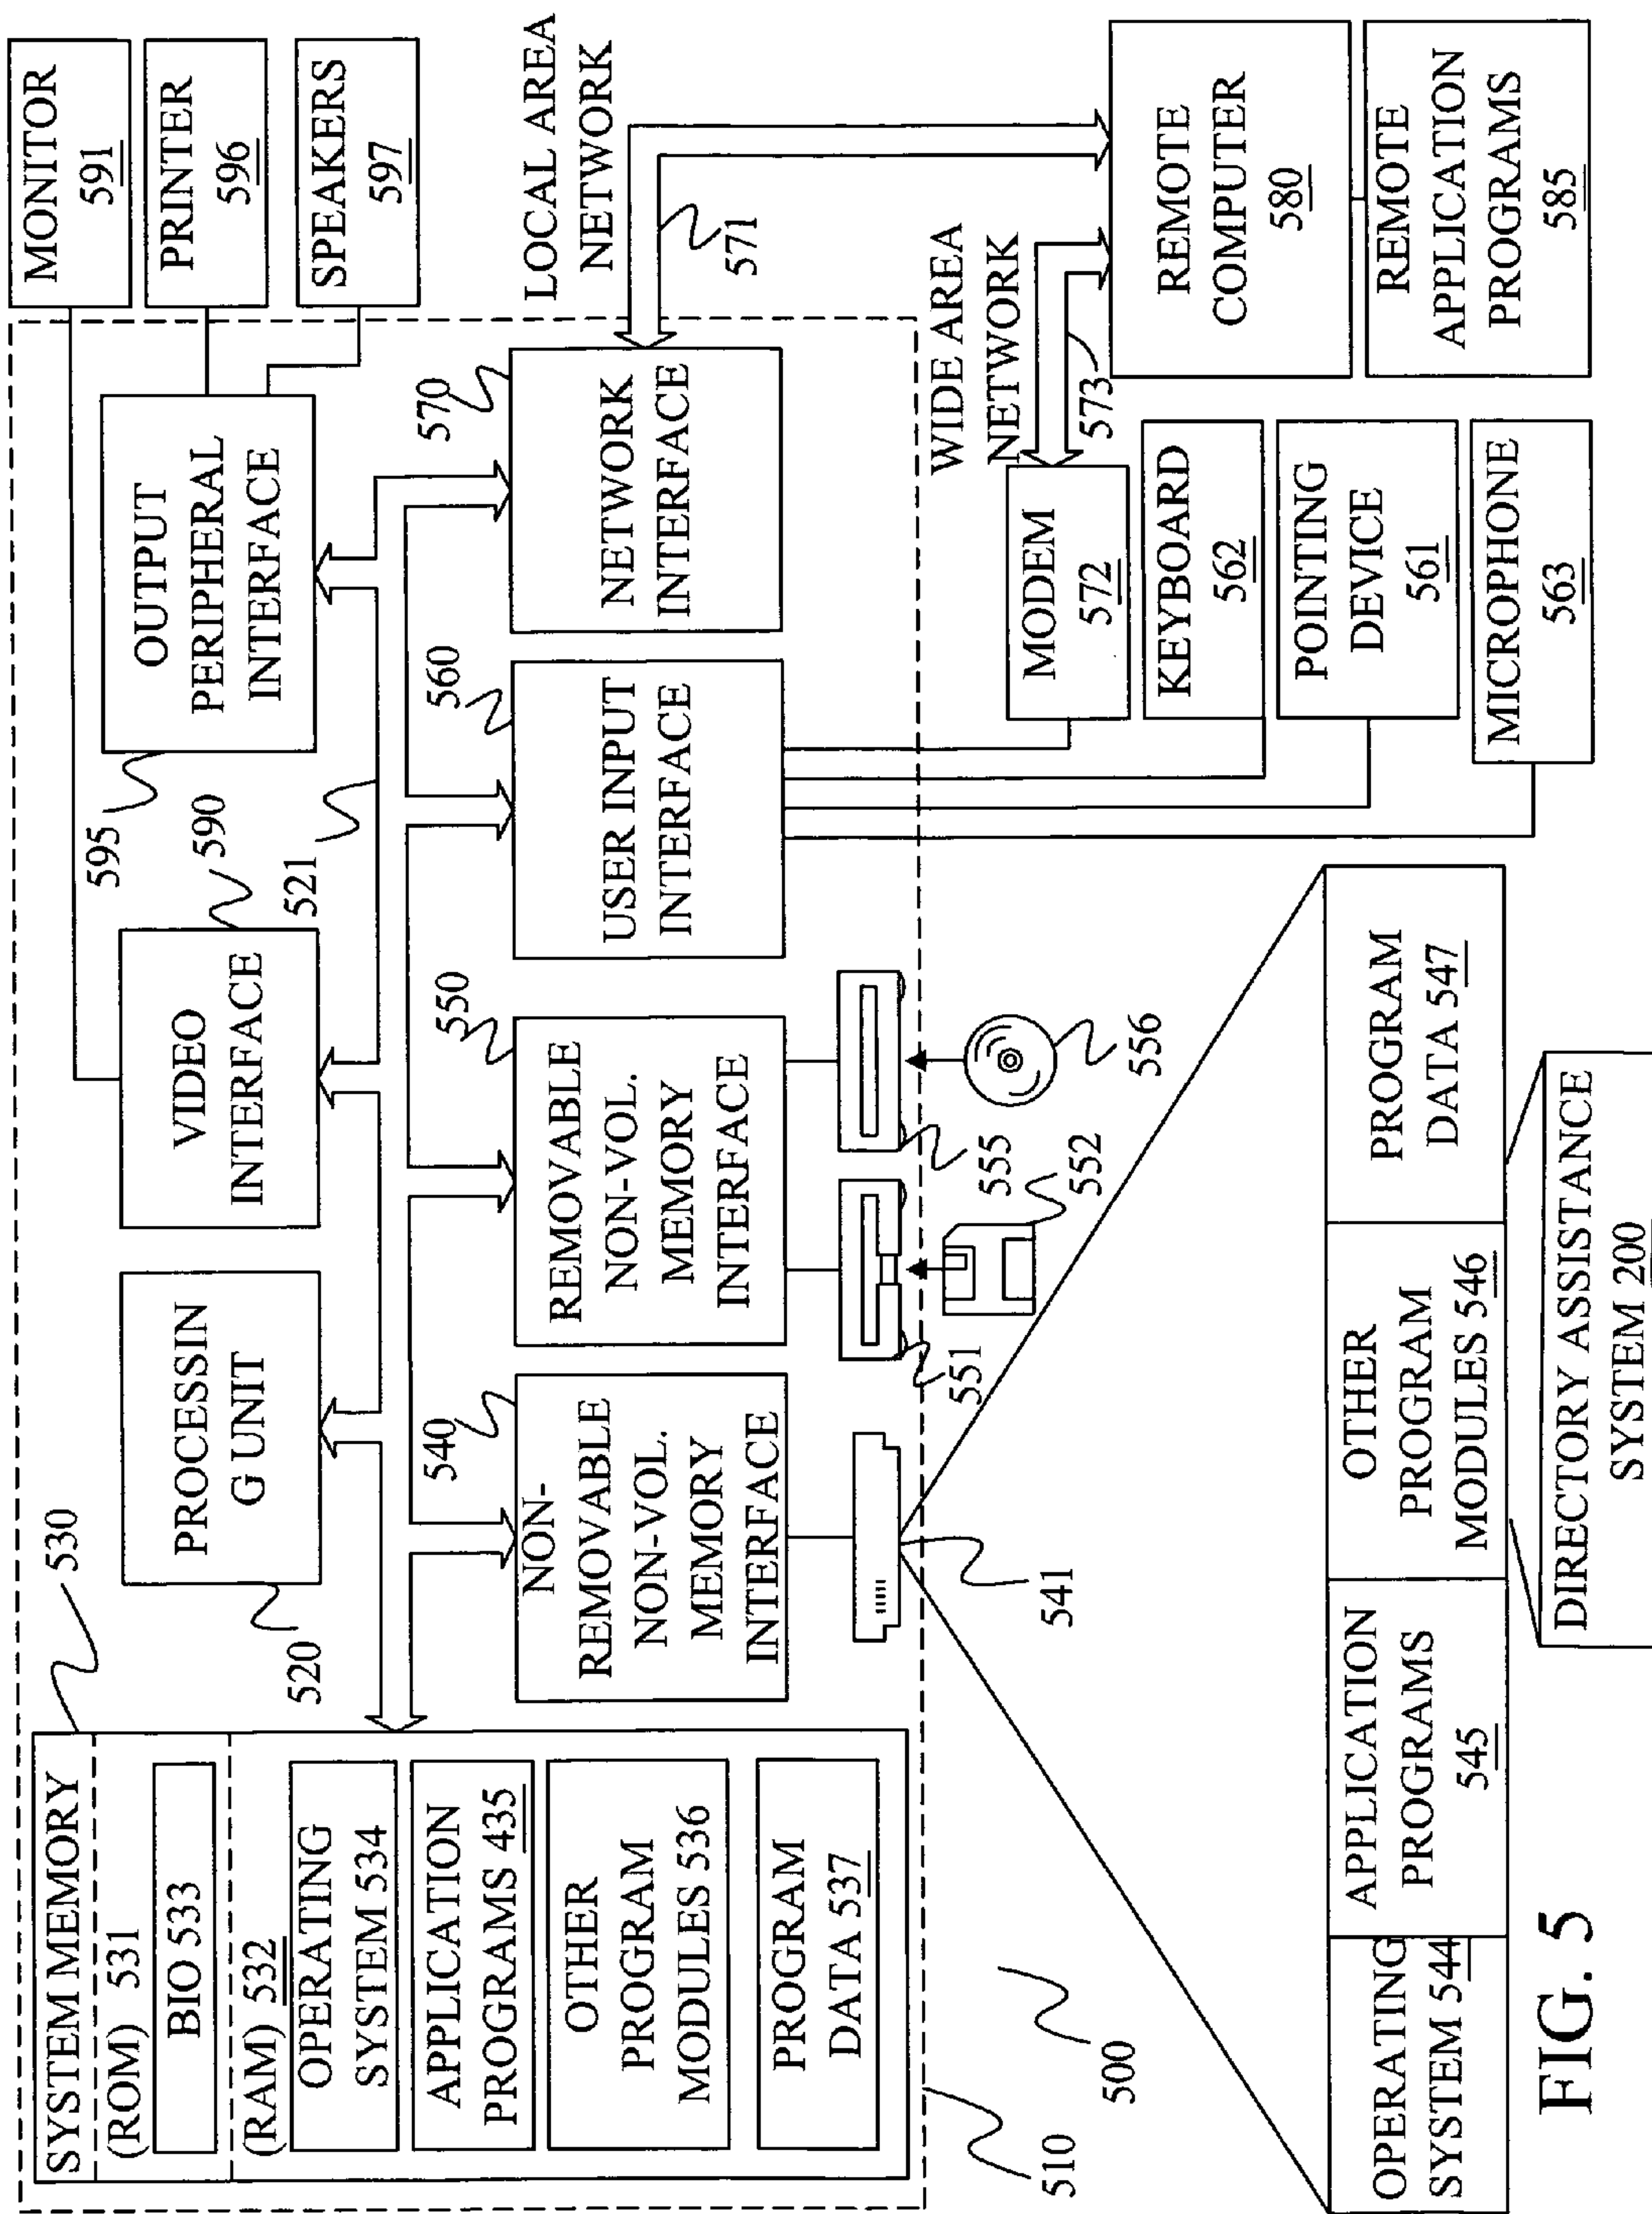 SYSTEM MEMORY
(ROM) 531
BIO 533
(RAM) 532
OPERATING
SYSTEM 534
APPLICATION
PROGRAMS 435
OTHER
PROGRAM
MODULES 536
PROGRAM
DATA 537
530
PROCESSIN
G UNIT
520
VIDEO
INTERFACE
590
595
521
OUTPUT
PERIPHERAL
INTERFACE
MONITOR
591
PRINTER
596
SPEAKERS
597
540
NON-
REMOVABLE
NON-VOL.
MEMORY
INTERFACE
550
REMOVABLE
NON-VOL.
MEMORY
INTERFACE
560
USER INPUT
INTERFACE
570
NETWORK
INTERFACE
LOCAL AREA
NETWORK
571
WIDE AREA
NETWORK
573
541
551
552
555
556
MODEM
572
KEYBOARD
562
POINTING
DEVICE
561
MICROPHONE
563
REMOTE
COMPUTER
580
REMOTE
APPLICATION
PROGRAMS
585
510
500
OPERATING
SYSTEM 544
APPLICATION
PROGRAMS
545
OTHER
PROGRAM
MODULES 546
PROGRAM
DATA 547
DIRECTORY ASSISTANCE
SYSTEM 200
FIG. 5